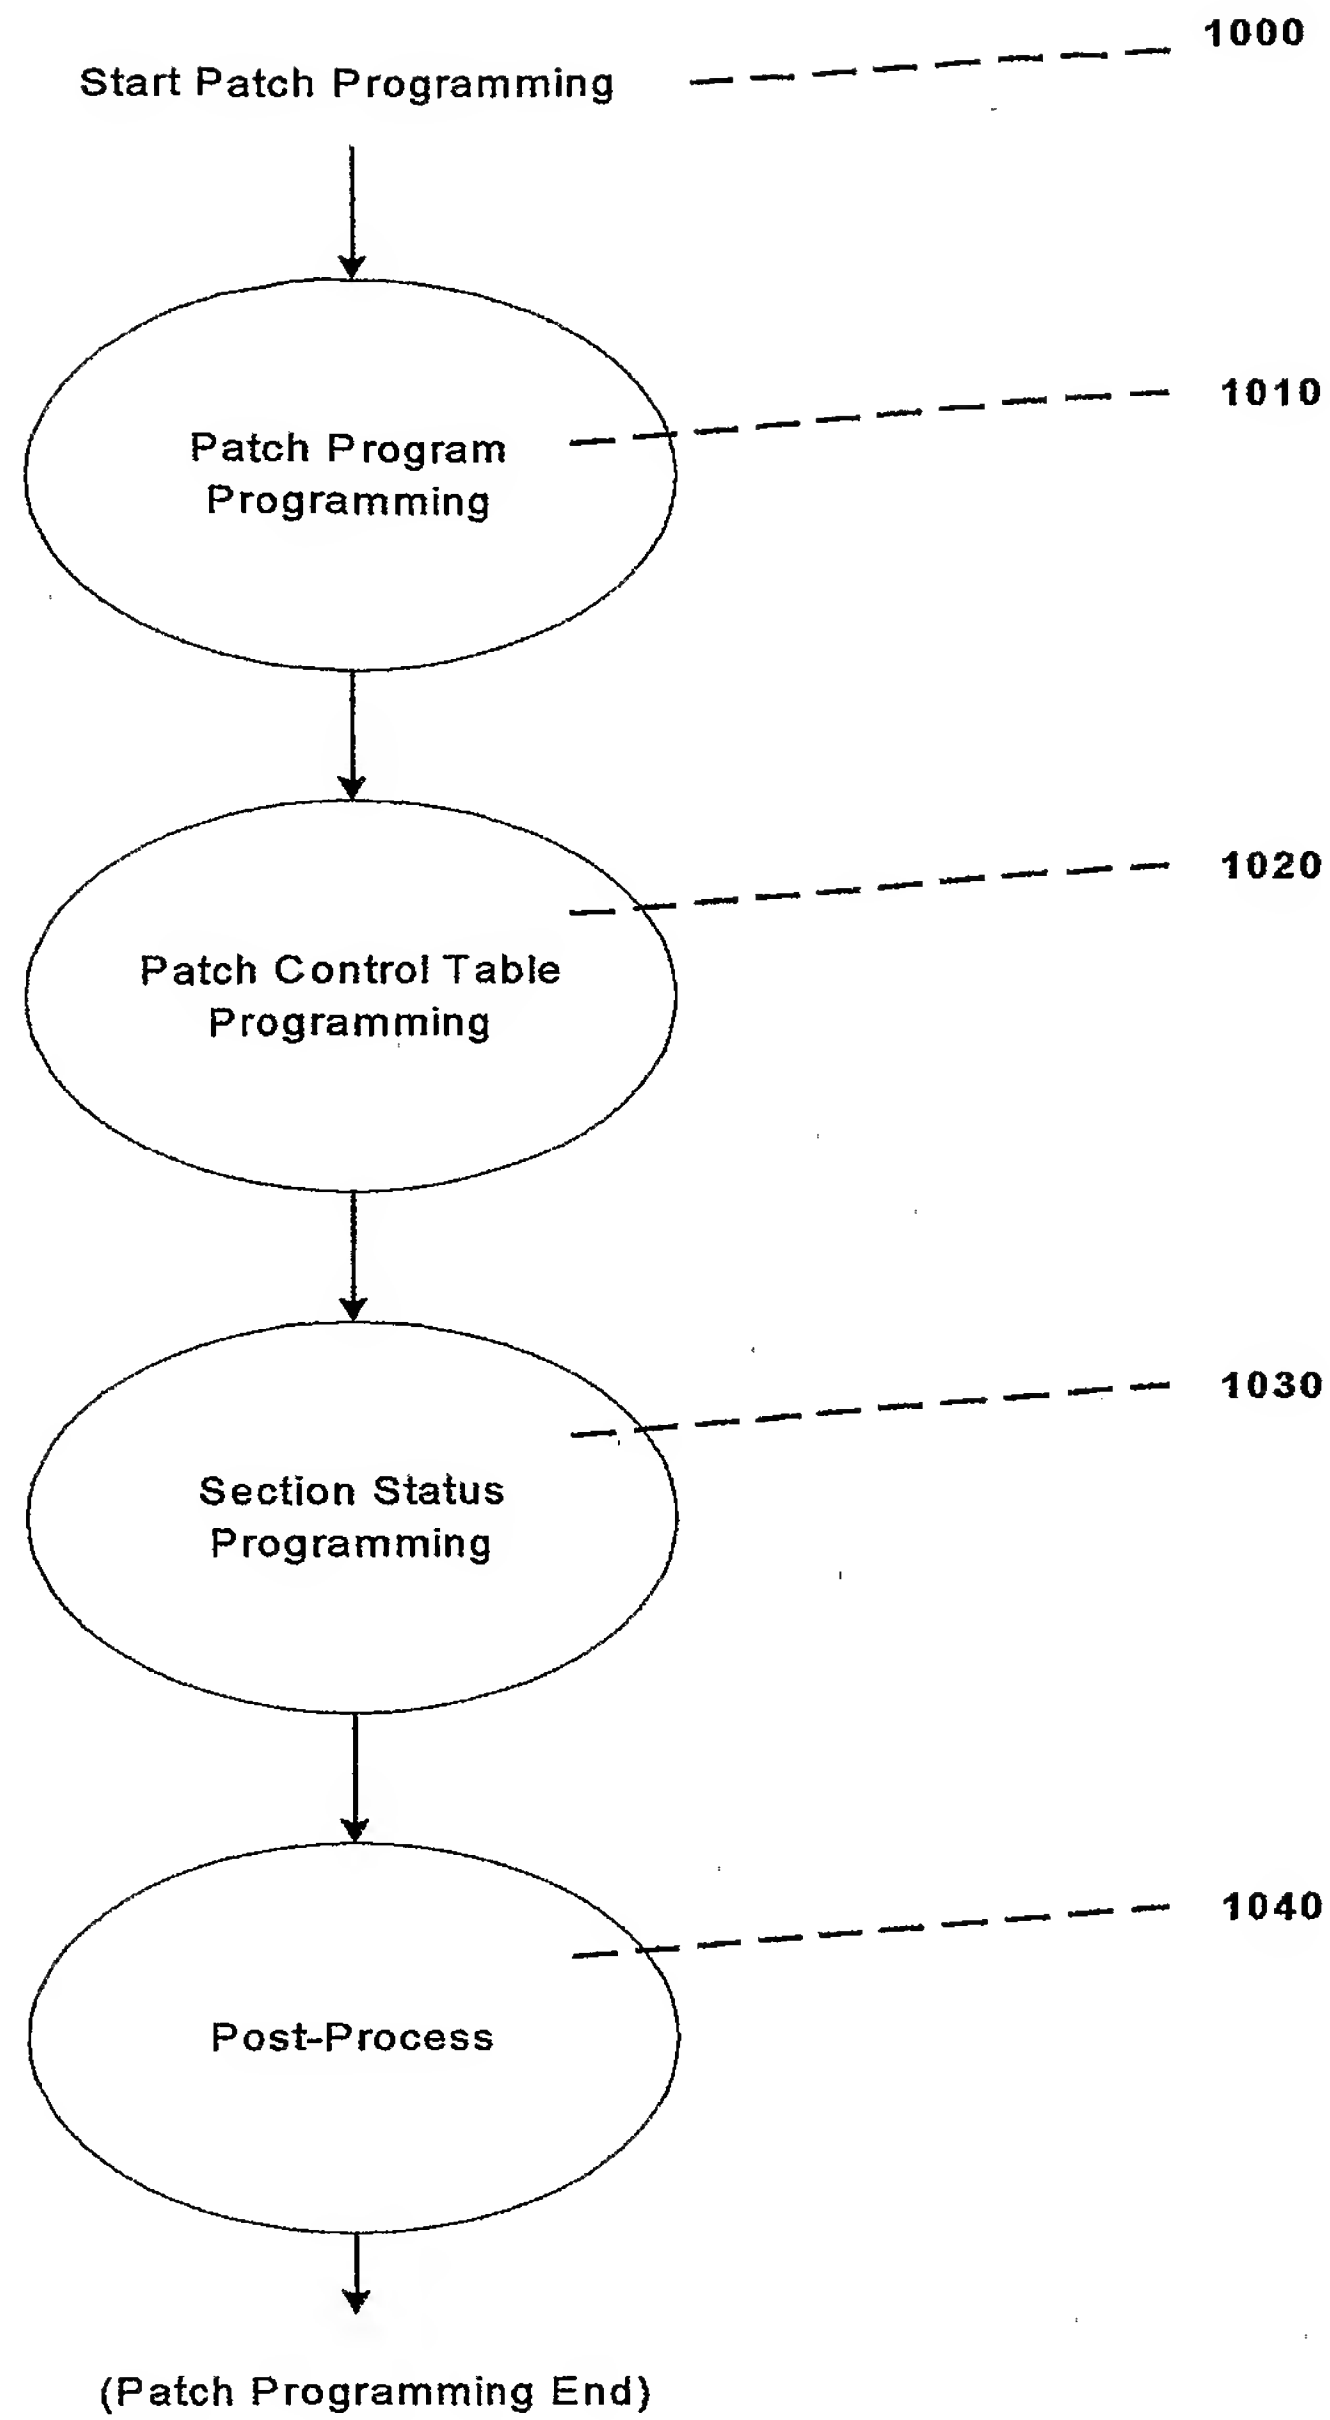 1000
Start Patch Programming
1010
Patch Program
Programming
1020
Patch Control Table
Programming
1030
Section Status
Programming
1040
Post-Process
(Patch Programming End)